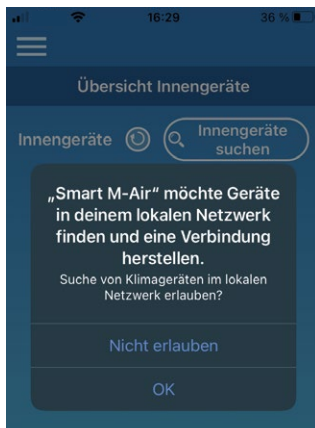 16:29 36 %
Übersicht Innengeräte
Innengeräte
Innengeräte
suchen
„Smart M-Air“ möchte Geräte
in deinem lokalen Netzwerk
finden und eine Verbindung
herstellen.
Suche von Klimageräten im lokalen
Netzwerk erlauben?
Nicht erlauben
OK